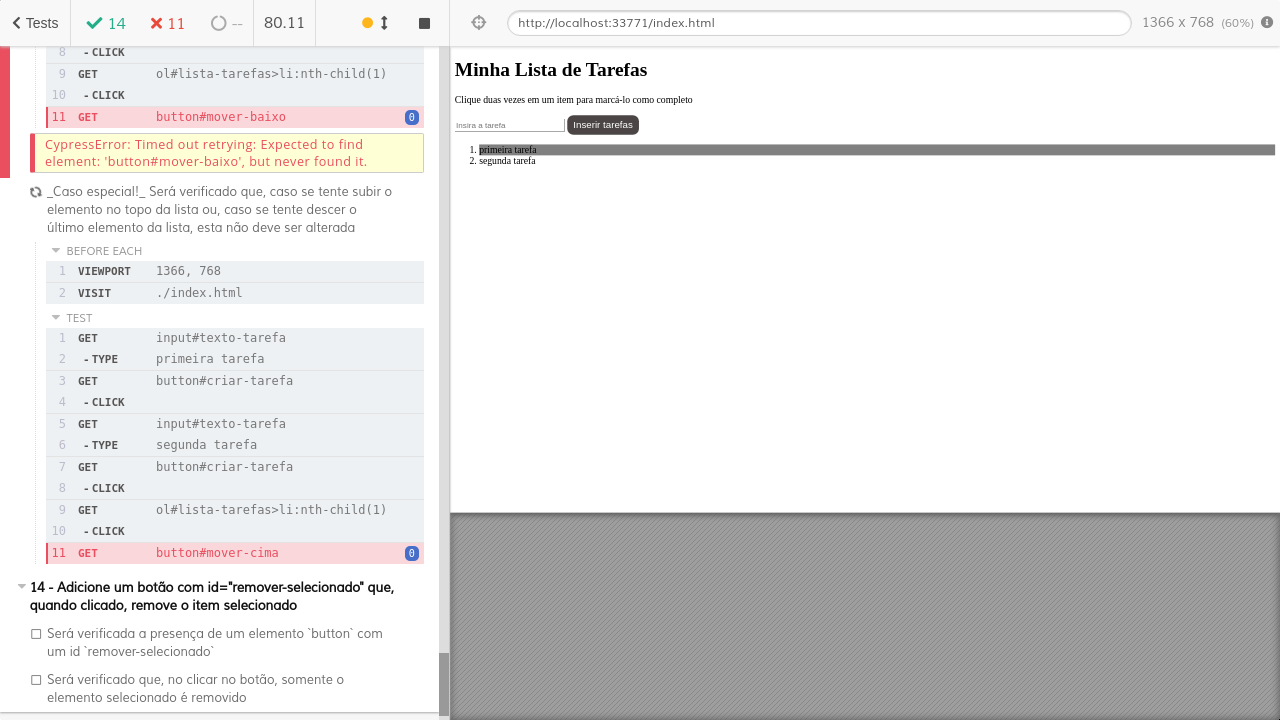 Tests 14 11 -- 80.11
http://localhost:33771/index.html 1366 x 768 (60%)
8 -CLICK
9 GET ol#lista-tarefas>li:nth-child(1)
10 -CLICK
11 GET button#mover-baixo 0
CypressError: Timed out retrying: Expected to find
element: 'button#mover-baixo', but never found it.
_Caso especial!_ Será verificado que, caso se tente subir o
elemento no topo da lista ou, caso se tente descer o
último elemento da lista, esta não deve ser alterada
BEFORE EACH
1 VIEWPORT 1366, 768
2 VISIT ./index.html
TEST
1 GET input#texto-tarefa
2 -TYPE primeira tarefa
3 GET button#criar-tarefa
4 -CLICK
5 GET input#texto-tarefa
6 -TYPE segunda tarefa
7 GET button#criar-tarefa
8 -CLICK
9 GET ol#lista-tarefas>li:nth-child(1)
10 -CLICK
11 GET button#mover-cima 0
14 - Adicione um botão com id="remover-selecionado" que,
quando clicado, remove o item selecionado
Será verificada a presença de um elemento `button` com
um id `remover-selecionado`
Será verificado que, no clicar no botão, somente o
elemento selecionado é removido
Minha Lista de Tarefas
Clique duas vezes em um item para marcá-lo como completo
Insira a tarefa Inserir tarefas
1. primeira tarefa
2. segunda tarefa